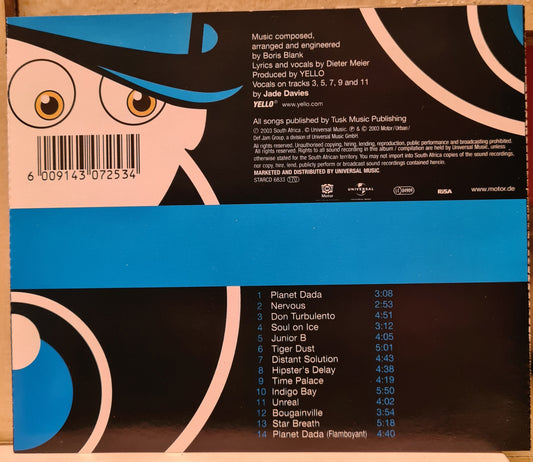 Music composed,
arranged and engineered
by Boris Blank
Lyrics and vocals by Dieter Meier
Produced by YELLO
Vocals on tracks 3, 5, 7, 9 and 11
by Jade Davies
YELLO® www.yello.com
All songs published by Tusk Music Publishing
℗ 2003 South Africa . © Universal Music. ℗ & © 2003 Motor / Urban /
Def Jam Group, a division of Universal Music GmbH.
All rights reserved. Unauthorised copying, hiring, lending, reproduction, public performance and broadcasting prohibited.
All rights reserved. Rights to all sound recording in this album / compilation are held by Universal Music, unless
otherwise stated for the South African territory. You may not import into South Africa copies of the sound recordings,
nor copy, hire, lend, publicly perform or broadcast sound recordings contained herein.
MARKETED AND DISTRIBUTED BY UNIVERSAL MUSIC
STARCD 6833
Motor UNIVERSAL RiSA www.motor.de
6 009143 072534
1 Planet Dada 3:08
2 Nervous 2:53
3 Don Turbulento 4:51
4 Soul on Ice 3:12
5 Junior B 4:05
6 Tiger Dust 5:01
7 Distant Solution 4:43
8 Hipster's Delay 4:38
9 Time Palace 4:19
10 Indigo Bay 5:50
11 Unreal 4:02
12 Bougainville 3:54
13 Star Breath 5:18
14 Planet Dada (Flamboyant) 4:40